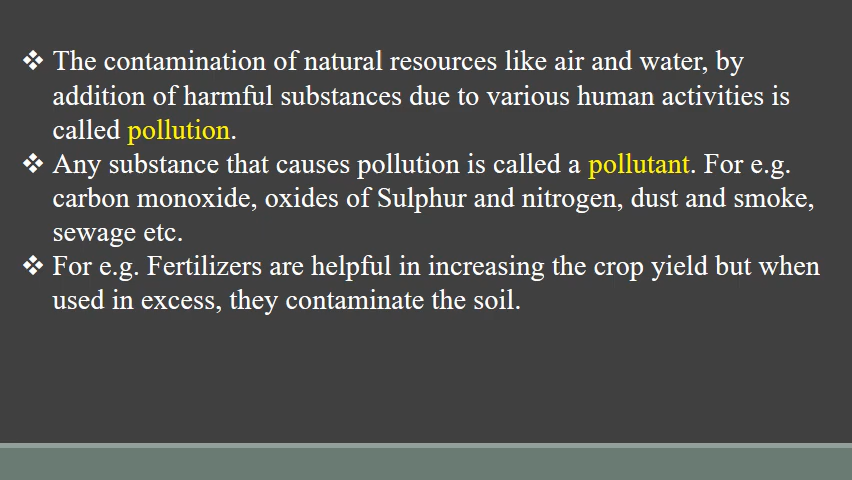 ❖ The contamination of natural resources like air and water, by
addition of harmful substances due to various human activities is
called pollution.
❖ Any substance that causes pollution is called a pollutant. For e.g.
carbon monoxide, oxides of Sulphur and nitrogen, dust and smoke,
sewage etc.
❖ For e.g. Fertilizers are helpful in increasing the crop yield but when
used in excess, they contaminate the soil.